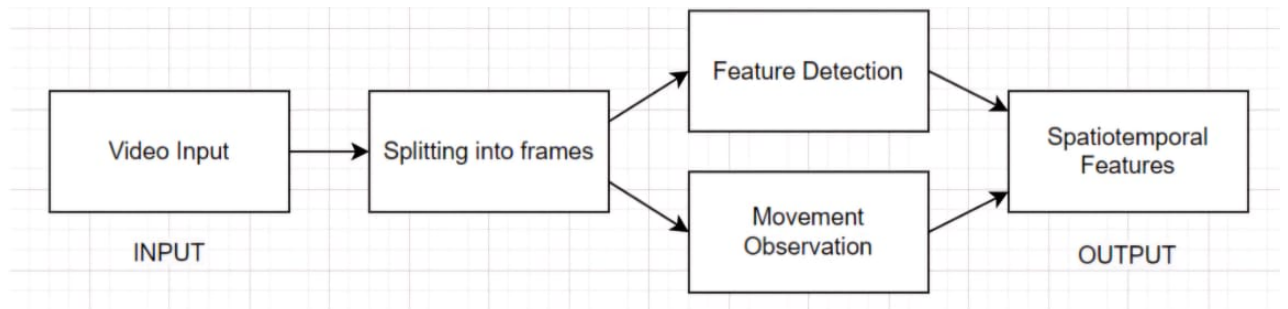 Video Input
INPUT
Splitting into frames
Feature Detection
Movement
Observation
Spatiotemporal
Features
OUTPUT